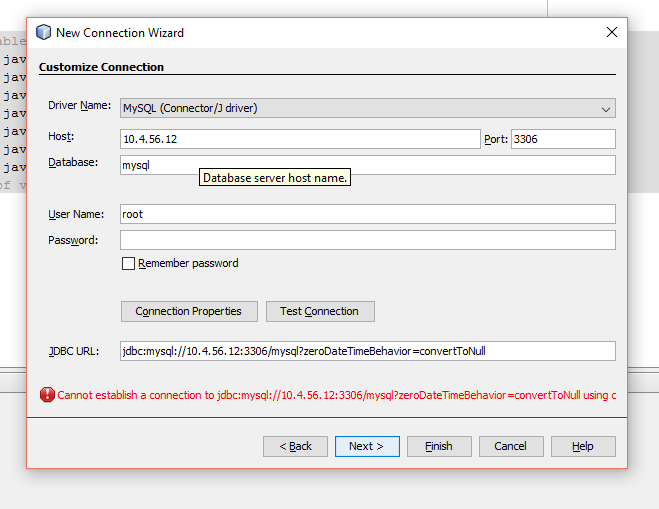 New Connection Wizard
Customize Connection
able
jav
Driver Name: MySQL (Connector/J driver)
jav
jav
Host: 10.4.56.12 Port: 3306
jav
jav
Database: mysql
jav
Database server host name.
jav
of v
User Name: root
Password:
Remember password
Connection Properties Test Connection
JDBC URL: jdbc:mysql://10.4.56.12:3306/mysql?zeroDateTimeBehavior=convertToNull
Cannot establish a connection to jdbc:mysql://10.4.56.12:3306/mysql?zeroDateTimeBehavior=convertToNull using c
< Back Next > Finish Cancel Help